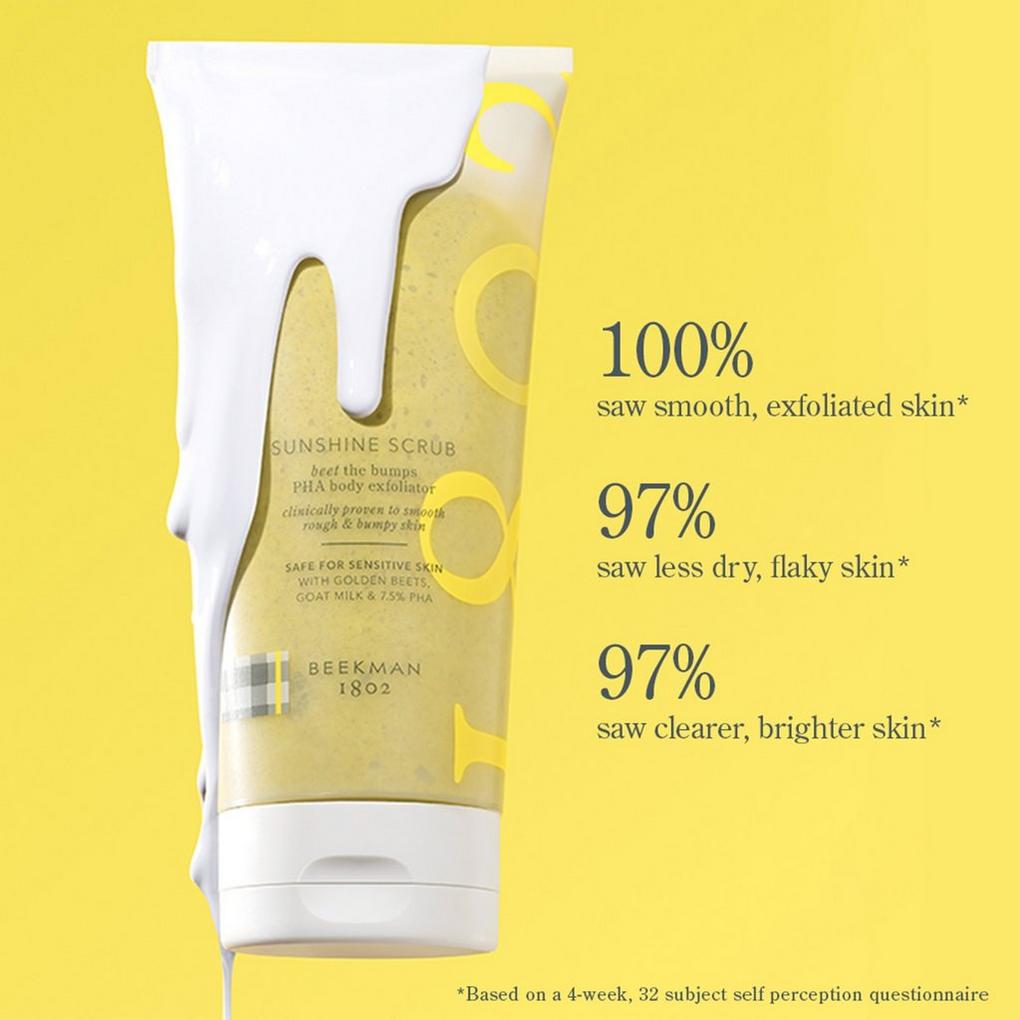 SUNSHINE SCRUB
beet the bumps
PHA body exfoliator
clinically proven to smooth
rough & bumpy skin
SAFE FOR SENSITIVE SKIN
WITH GOLDEN BEETS,
GOAT MILK & 7.5% PHA
BEEKMAN
1802
1802
100%
saw smooth, exfoliated skin*
97%
saw less dry, flaky skin*
97%
saw clearer, brighter skin*
*Based on a 4-week, 32 subject self perception questionnaire